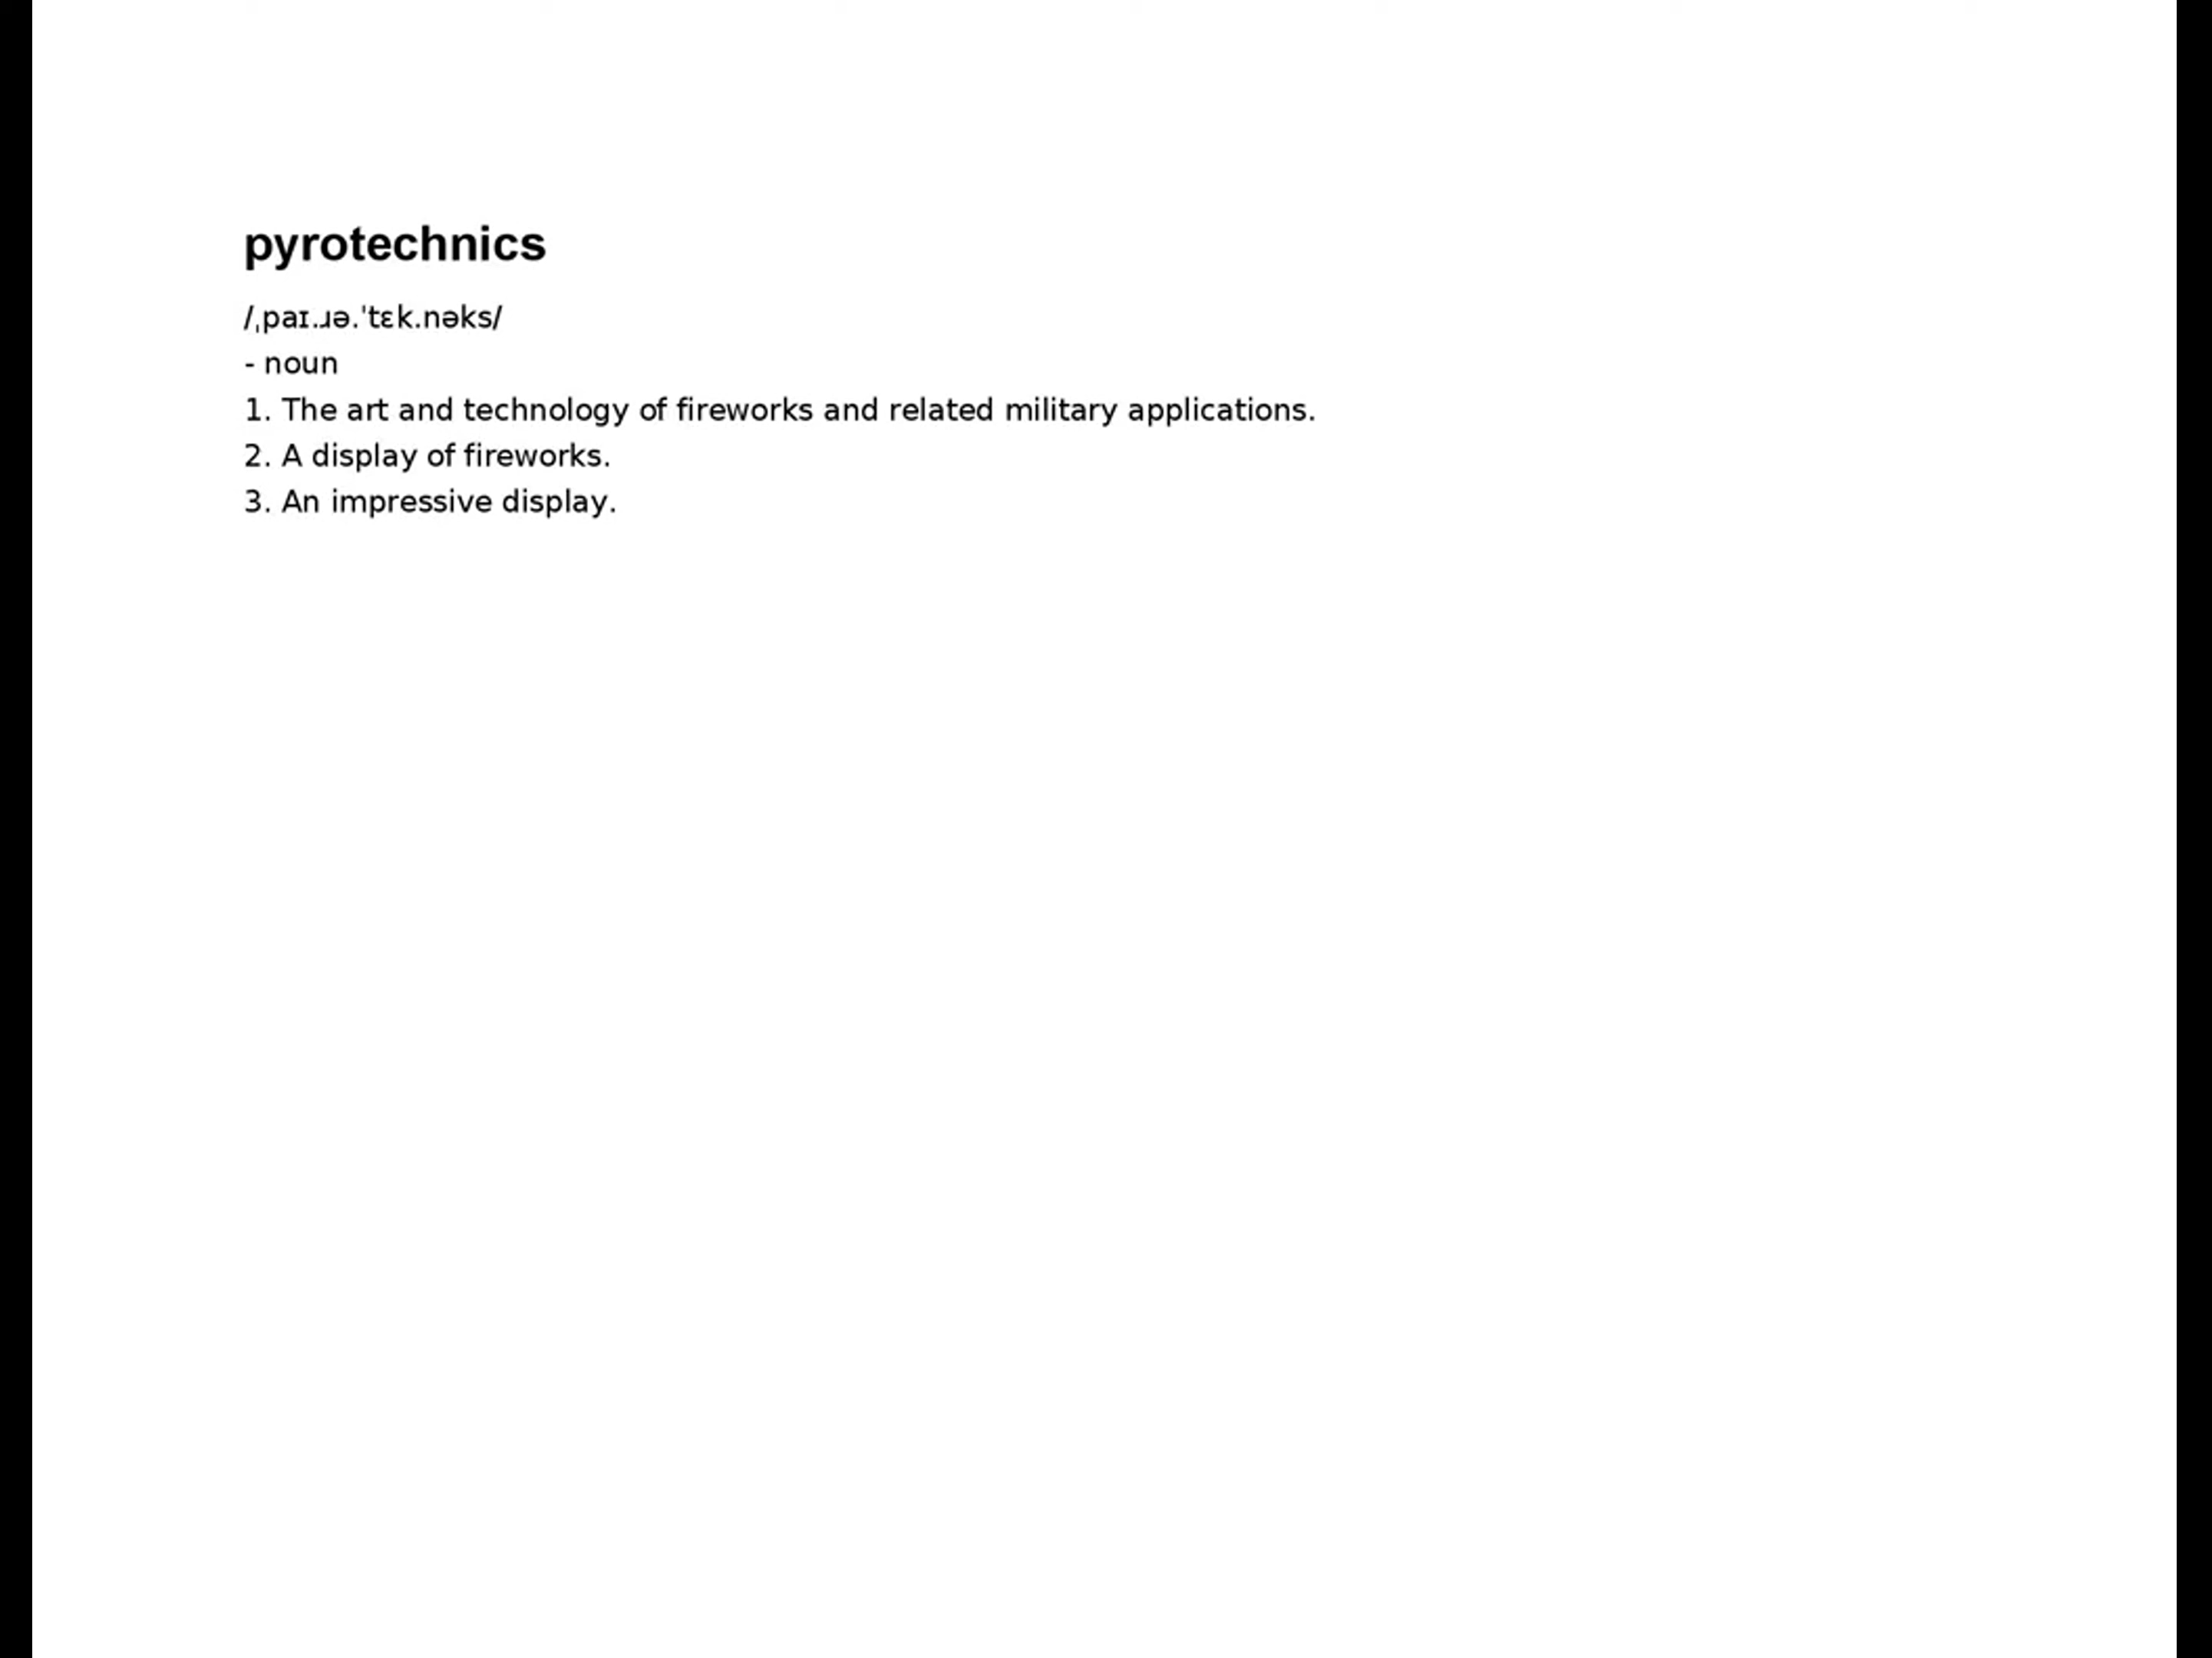 pyrotechnics
/ˌpaɪ.ɹə.ˈtɛk.nəks/
- noun
1. The art and technology of fireworks and related military applications.
2. A display of fireworks.
3. An impressive display.